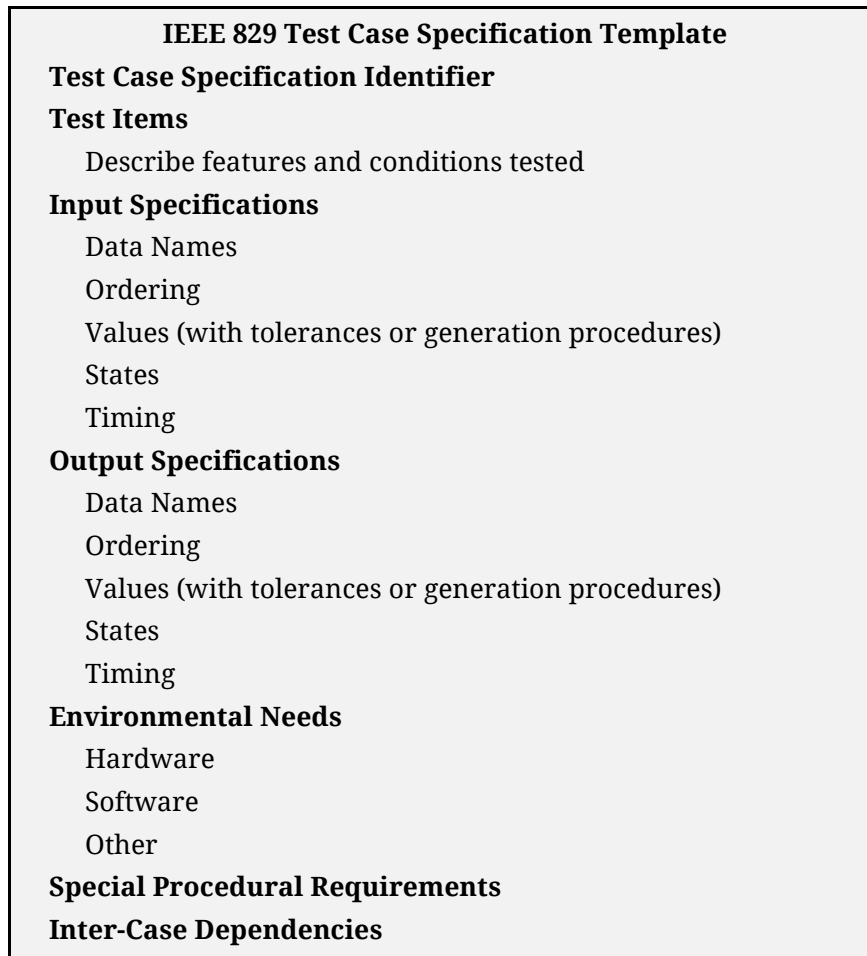 IEEE 829 Test Case Specification Template
Test Case Specification Identifier
Test Items
Describe features and conditions tested
Input Specifications
Data Names
Ordering
Values (with tolerances or generation procedures)
States
Timing
Output Specifications
Data Names
Ordering
Values (with tolerances or generation procedures)
States
Timing
Environmental Needs
Hardware
Software
Other
Special Procedural Requirements
Inter-Case Dependencies